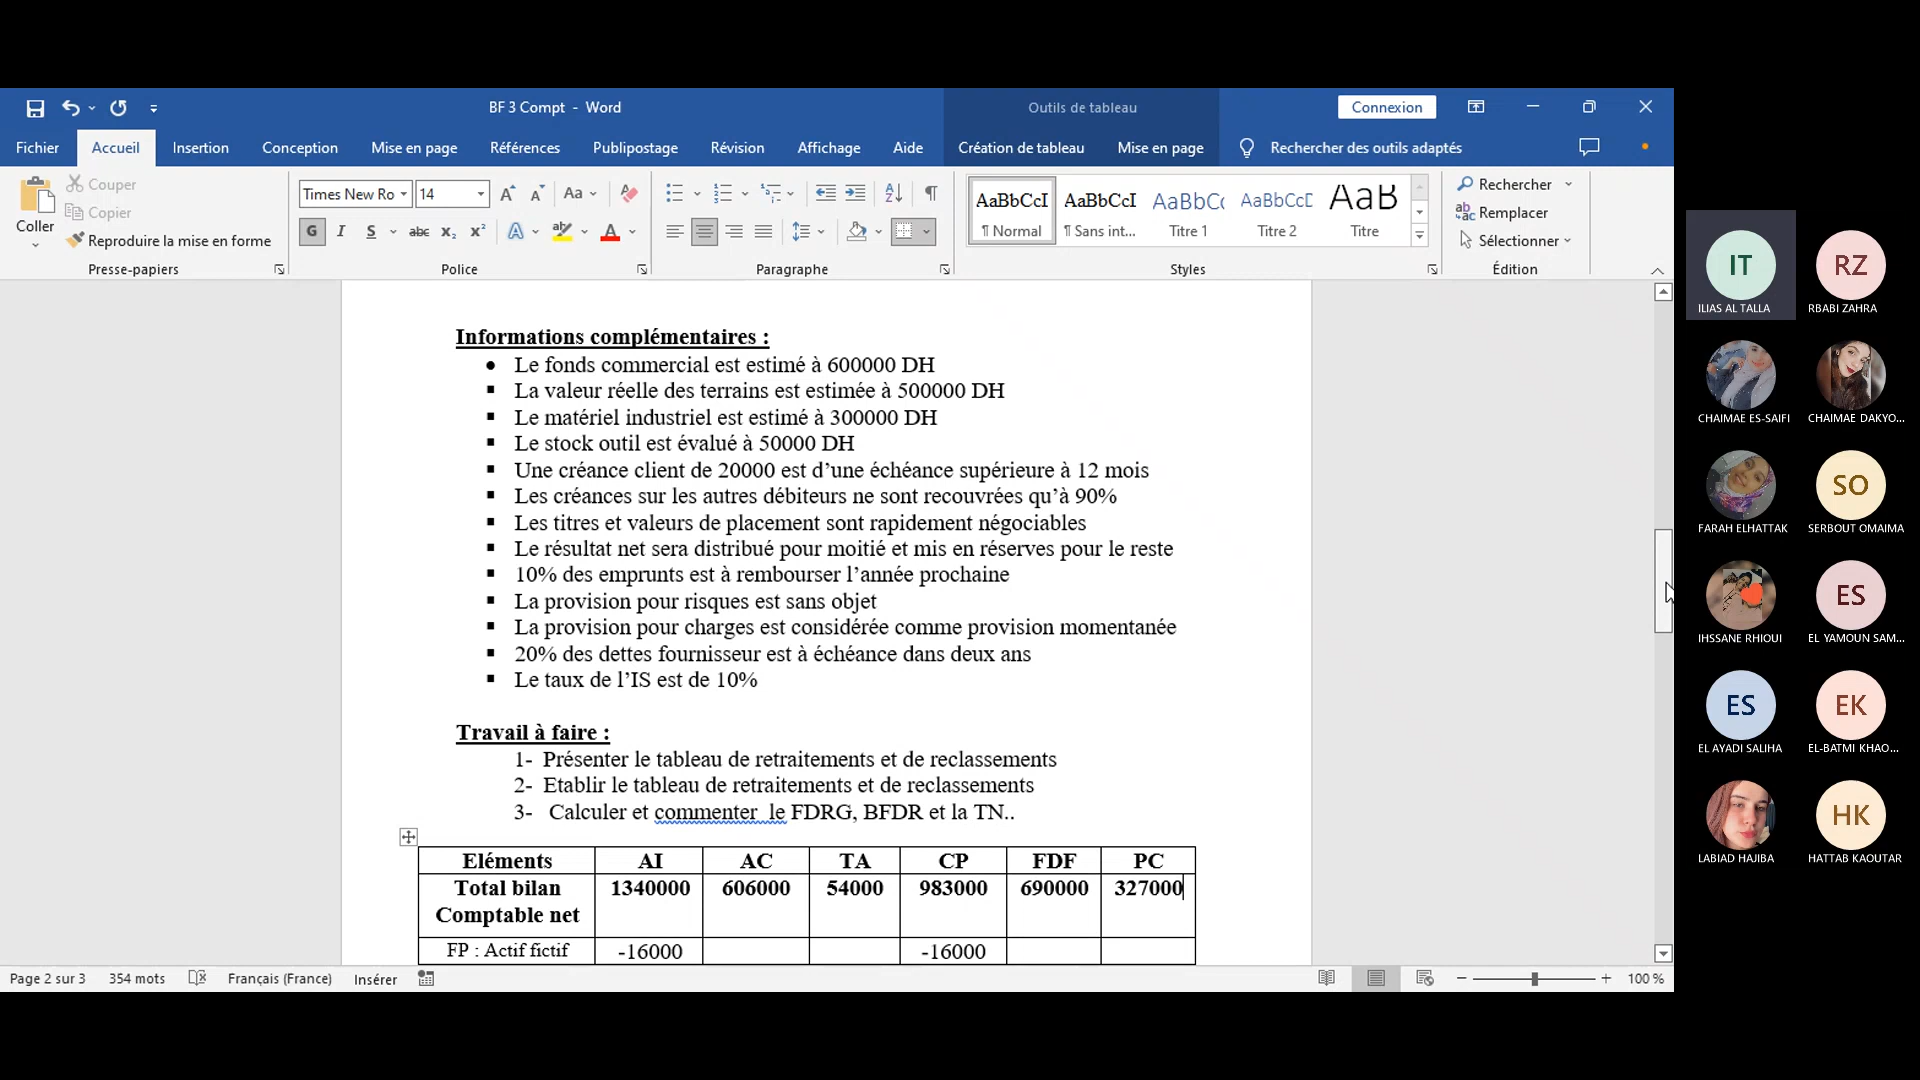 BF 3 Compt - Word
Outils de tableau
Connexion
Fichier Accueil Insertion Conception Mise en page Références Publipostage Révision Affichage Aide Création de tableau Mise en page Rechercher des outils adaptés
Coller
Couper
Copier
Reproduire la mise en forme
Presse-papiers
Times New Ro 14
Aa
G I S abc x₂ x² A ab A
Police
Paragraphe
AaBbCcI AaBbCcI AaBbCc AaBbCcD AaB
¶ Normal ¶ Sans int... Titre 1 Titre 2 Titre
Styles
Rechercher
Remplacer
Sélectionner
Édition
Informations complémentaires :
• Le fonds commercial est estimé à 600000 DH
▪ La valeur réelle des terrains est estimée à 500000 DH
▪ Le matériel industriel est estimé à 300000 DH
▪ Le stock outil est évalué à 50000 DH
▪ Une créance client de 20000 est d’une échéance supérieure à 12 mois
▪ Les créances sur les autres débiteurs ne sont recouvrées qu’à 90%
▪ Les titres et valeurs de placement sont rapidement négociables
▪ Le résultat net sera distribué pour moitié et mis en réserves pour le reste
▪ 10% des emprunts est à rembourser l’année prochaine
▪ La provision pour risques est sans objet
▪ La provision pour charges est considérée comme provision momentanée
▪ 20% des dettes fournisseur est à échéance dans deux ans
▪ Le taux de l’IS est de 10%
Travail à faire :
1- Présenter le tableau de retraitements et de reclassements
2- Etablir le tableau de retraitements et de reclassements
3- Calculer et commenter le FDRG, BFDR et la TN..
Eléments AI AC TA CP FDF PC
Total bilan Comptable net 1340000 606000 54000 983000 690000 327000
FP : Actif fictif -16000 -16000
Page 2 sur 3 354 mots Français (France) Insérer 100 %
IT RZ
ILIAS AL TALLA RBABI ZAHRA
CHAIMAE ES-SAIFI CHAIMAE DAKYO...
SO
FARAH ELHATTAK SERBOUT OMAIMA
ES
IHSSANE RHIOUI EL YAMOUN SAM...
ES EK
EL AYADI SALIHA EL-BATMI KHAO...
HK
LABIAD HAJIBA HATTAB KAOUTAR